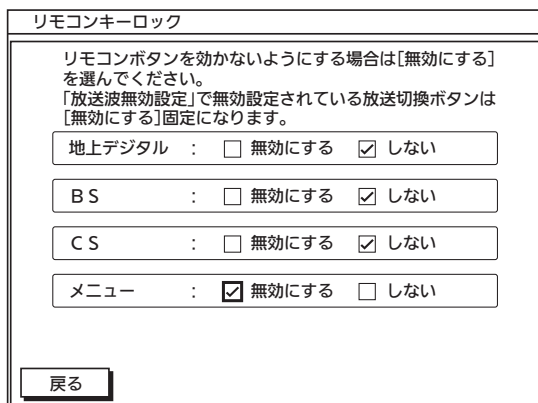 リモコンキーロック
リモコンボタンを効かないようにする場合は[無効にする]
を選んでください。
「放送波無効設定」で無効設定されている放送切換ボタンは
[無効にする]固定になります。
地上デジタル : □ 無効にする ☑ しない
BS : □ 無効にする ☑ しない
CS : □ 無効にする ☑ しない
メニュー : ☑ 無効にする □ しない
戻る